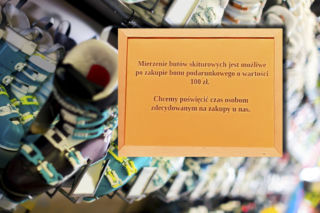 Mierzenie butów skiturowych jest możliwe
po zakupie bonu podarunkowego o wartości
100 zł.
Chcemy poświęcić czas osobom
zdecydowanym na zakupy u nas.